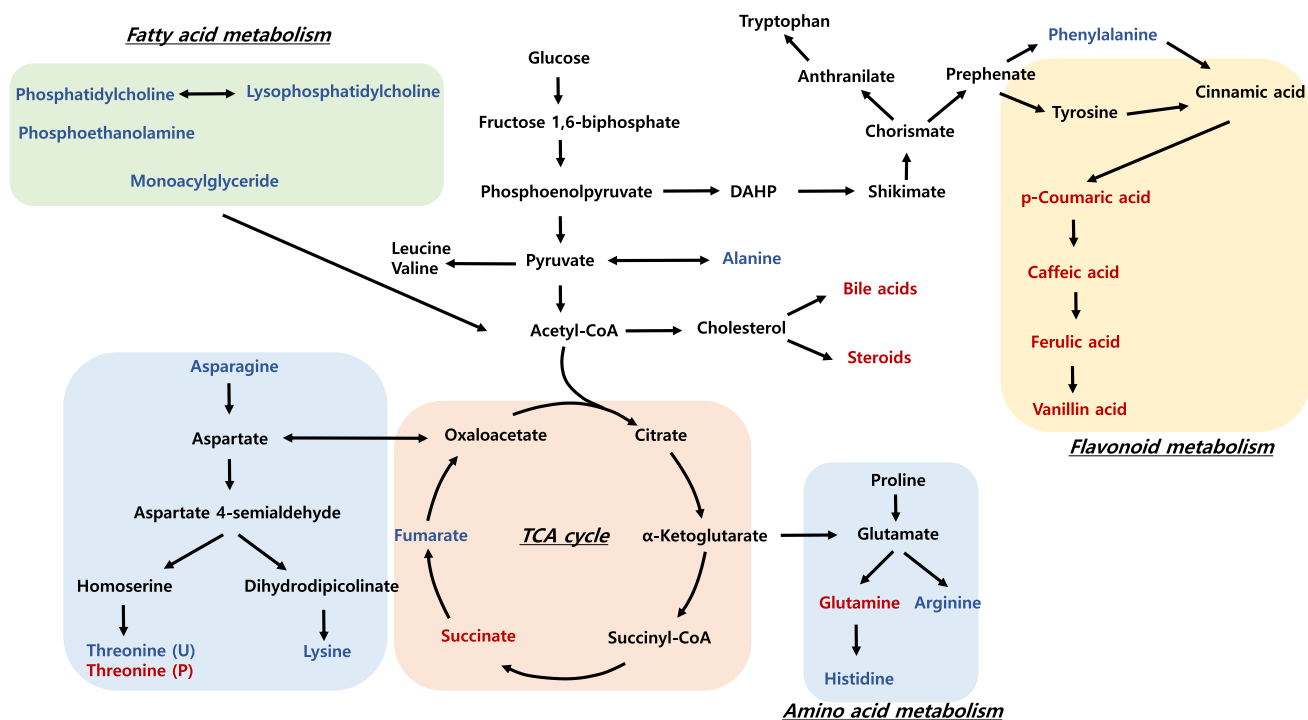 Fatty acid metabolism
Phosphatidylcholine
Lysophosphatidylcholine
Phosphoethanolamine
Monoacylglyceride
Glucose
Fructose 1,6-biphosphate
Phosphoenolpyruvate
DAHP
Shikimate
Chorismate
Anthranilate
Tryptophan
Prephenate
Phenylalanine
Tyrosine
Cinnamic acid
p-Coumaric acid
Caffeic acid
Ferulic acid
Vanillin acid
Flavonoid metabolism
Leucine
Valine
Pyruvate
Alanine
Acetyl-CoA
Cholesterol
Bile acids
Steroids
Asparagine
Aspartate
Aspartate 4-semialdehyde
Homoserine
Dihydrodipicolinate
Threonine (U)
Threonine (P)
Lysine
Oxaloacetate
Citrate
Fumarate
TCA cycle
α-Ketoglutarate
Succinate
Succinyl-CoA
Proline
Glutamate
Glutamine
Arginine
Histidine
Amino acid metabolism